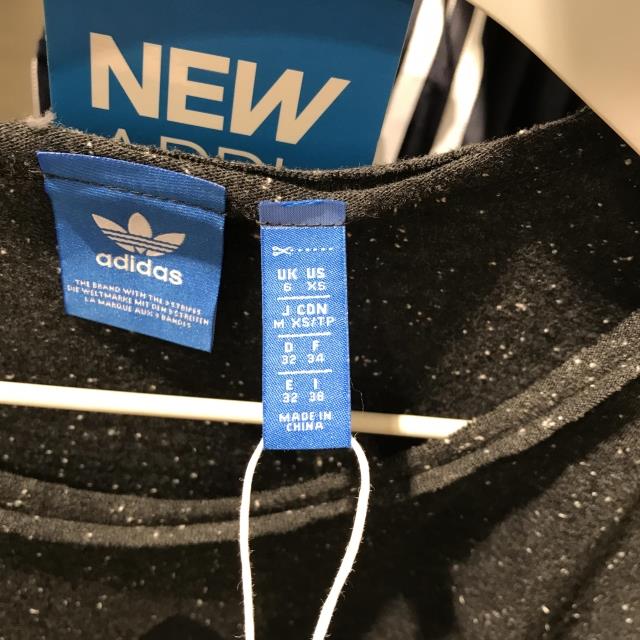 NEW
adidas
THE BRAND WITH THE 3 STRIPES
DIE WELTMARKE MIT DEN 3 STREIFEN
LA MARQUE AUX 3 BANDES
UK US
6 XS
J CDN
M XS/TP
D F
32 34
E I
32 38
MADE IN
CHINA